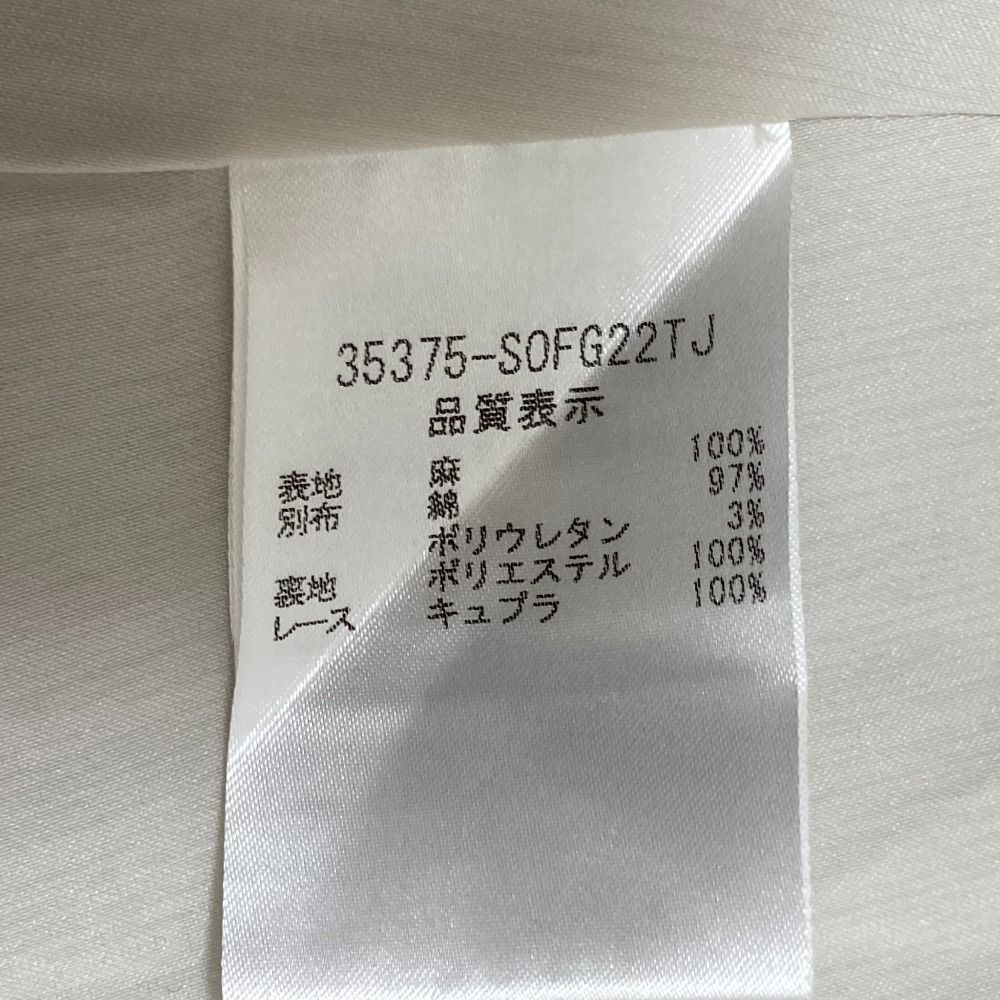 35375-SOFG22TJ
品質表示
表地 麻 100%
別布 綿 97%
ポリウレタン 3%
裏地 ポリエステル 100%
レース キュプラ 100%